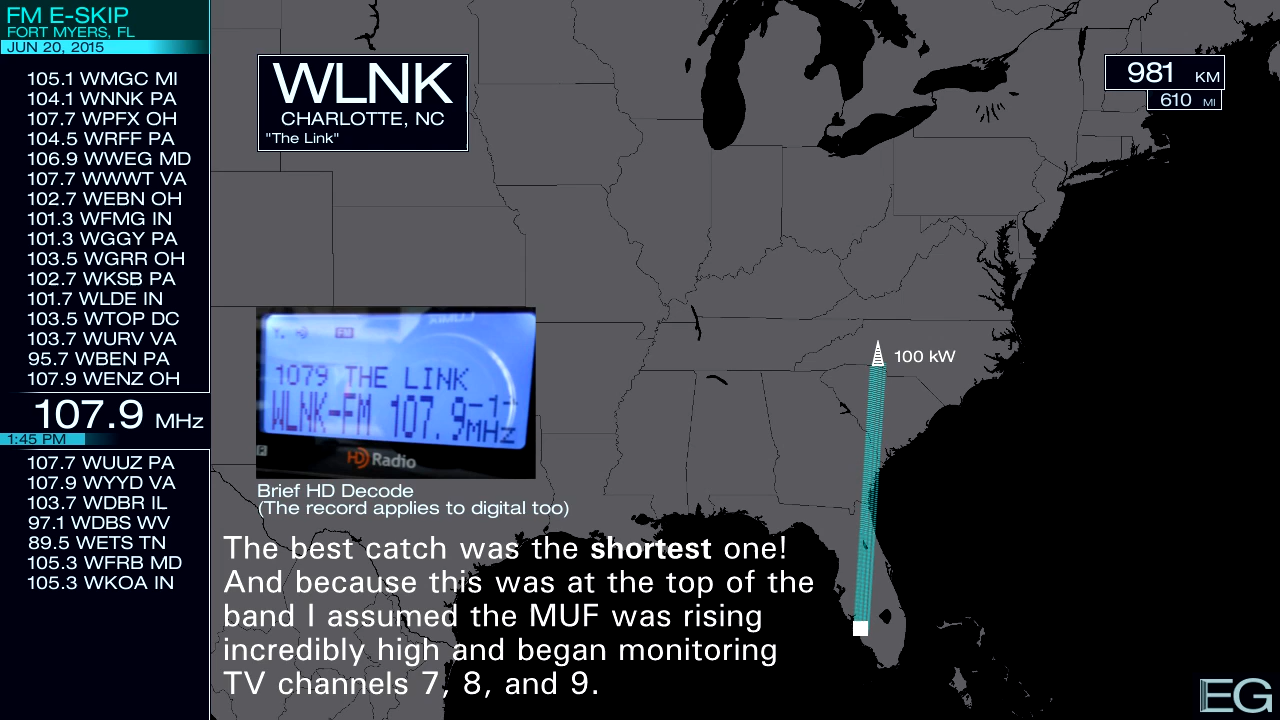 FM E-SKIP
FORT MYERS, FL
JUN 20, 2015
105.1 WMGC MI
104.1 WNNK PA
107.7 WPFX OH
104.5 WRFF PA
106.9 WWEG MD
107.7 WWWT VA
102.7 WEBN OH
101.3 WFMG IN
101.3 WGGY PA
103.5 WGRR OH
102.7 WKSB PA
101.7 WLDE IN
103.5 WTOP DC
103.7 WURV VA
95.7 WBEN PA
107.9 WENZ OH
107.9 MHz
1:45 PM
107.7 WUUZ PA
107.9 WYYD VA
103.7 WDBR IL
97.1 WDBS WV
89.5 WETS TN
105.3 WFRB MD
105.3 WKOA IN
WLNK
CHARLOTTE, NC
"The Link"
981 KM
610 MI
100 kW
FM
1079 THE LINK
WLNK-FM 107.9-1
MHz
HD Radio
Brief HD Decode
(The record applies to digital too)
The best catch was the shortest one!
And because this was at the top of the
band I assumed the MUF was rising
incredibly high and began monitoring
TV channels 7, 8, and 9.
EG